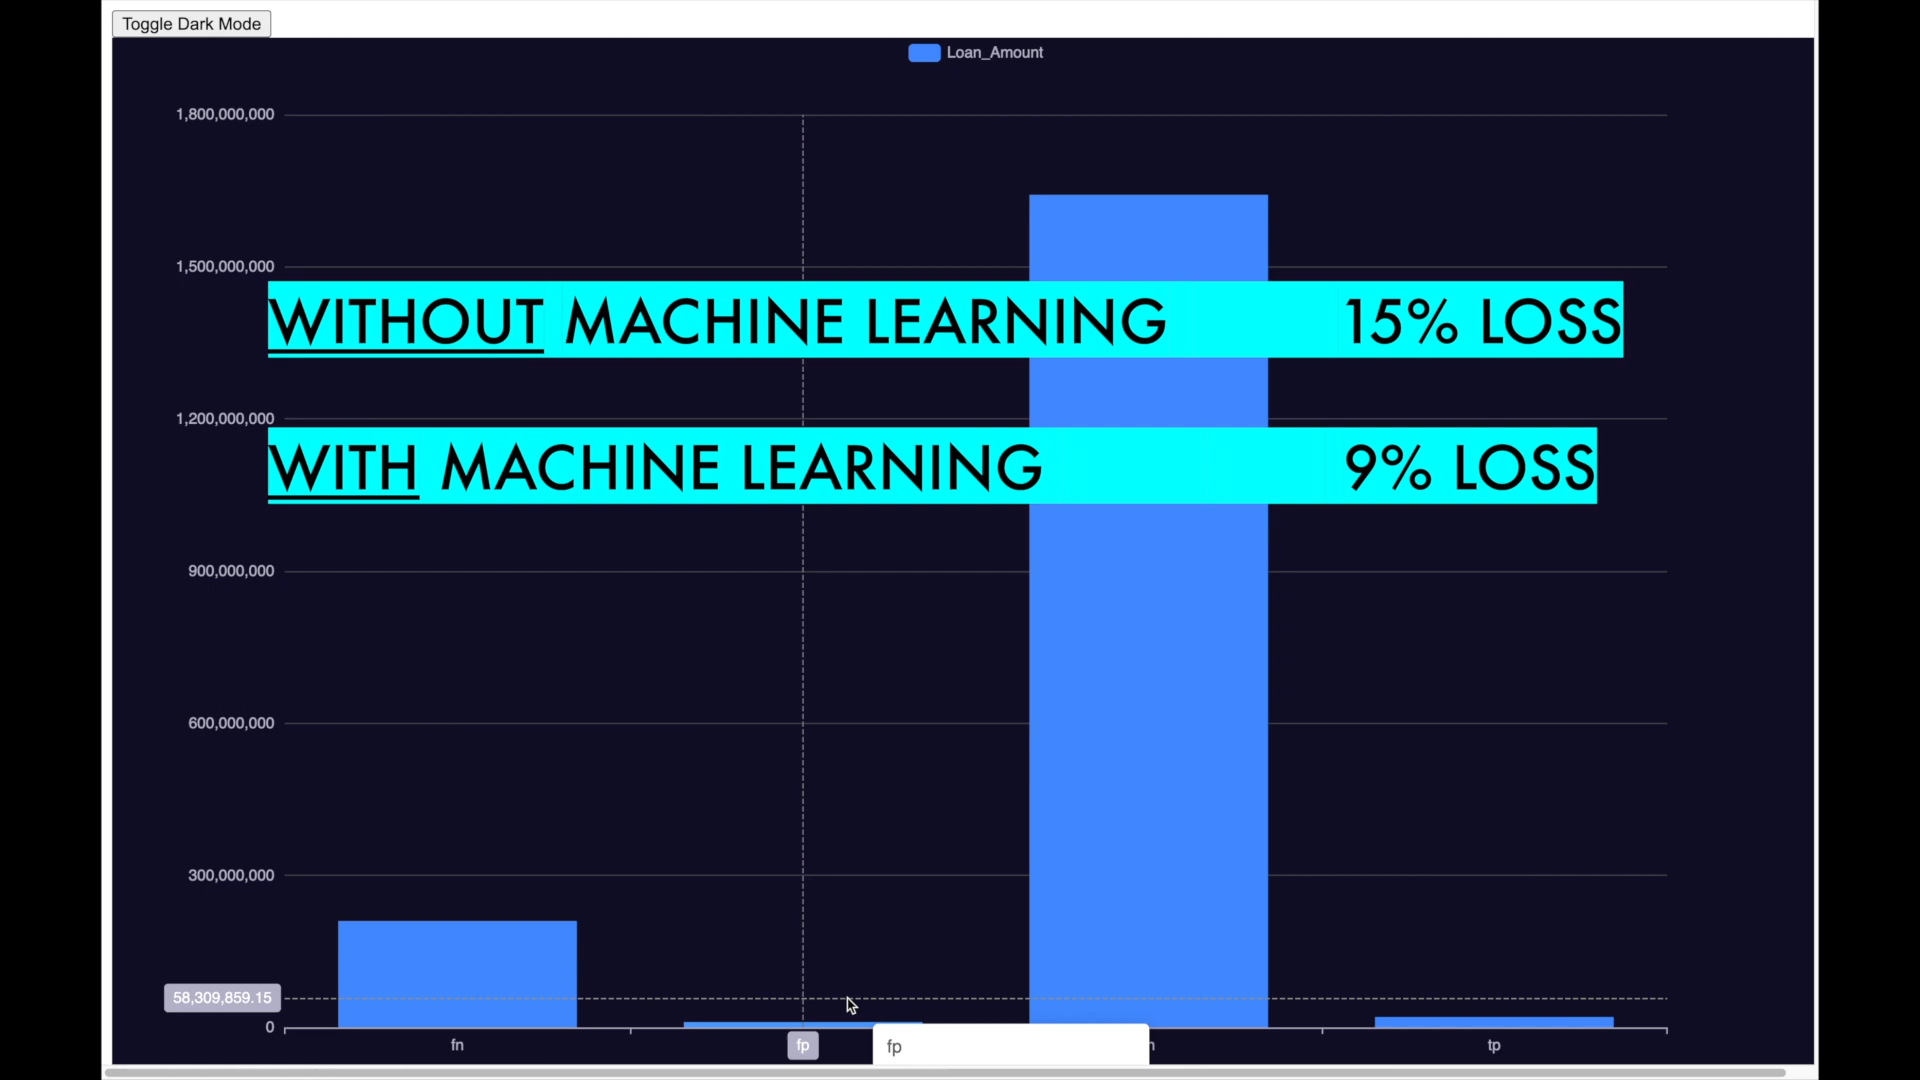 Toggle Dark Mode
Loan_Amount
1,800,000,000
1,500,000,000
WITHOUT MACHINE LEARNING 15% LOSS
1,200,000,000
WITH MACHINE LEARNING 9% LOSS
900,000,000
600,000,000
300,000,000
58,309,859.15
0
fn fp fp tp